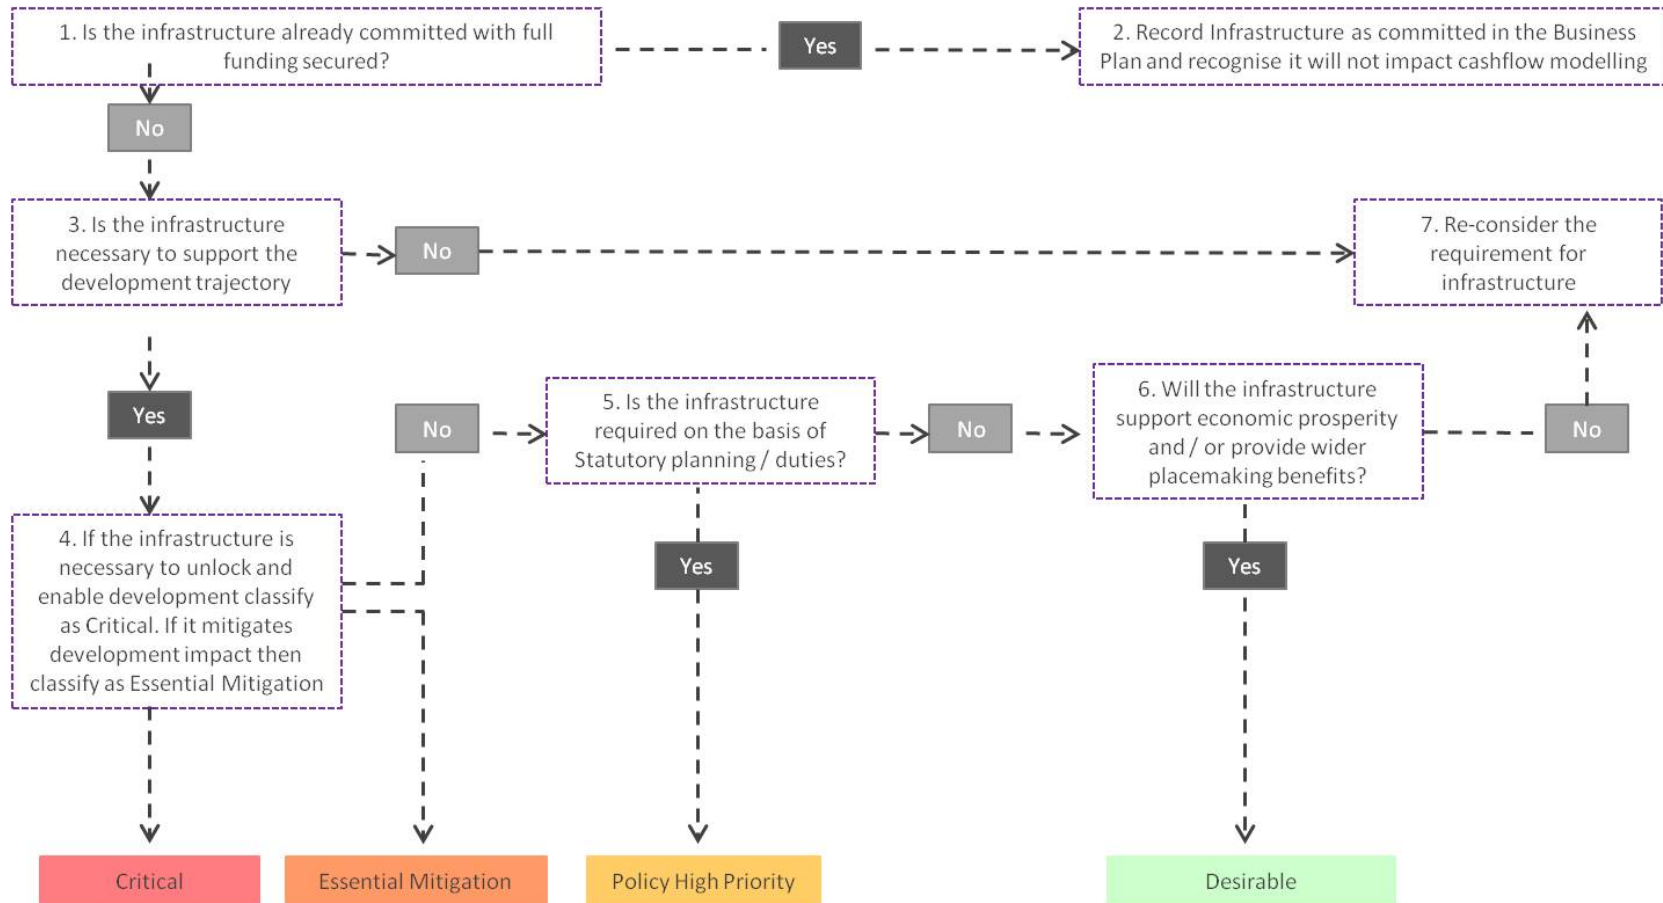 1. Is the infrastructure already committed with full
funding secured?
Yes
2. Record Infrastructure as committed in the Business
Plan and recognise it will not impact cashflow modelling
No
3. Is the infrastructure
necessary to support the
development trajectory
No
7. Re-consider the
requirement for
infrastructure
Yes
No
5. Is the infrastructure
required on the basis of
Statutory planning / duties?
No
6. Will the infrastructure
support economic prosperity
and / or provide wider
placemaking benefits?
No
4. If the infrastructure is
necessary to unlock and
enable development classify
as Critical. If it mitigates
development impact then
classify as Essential Mitigation
Yes
Yes
Critical
Essential Mitigation
Policy High Priority
Desirable